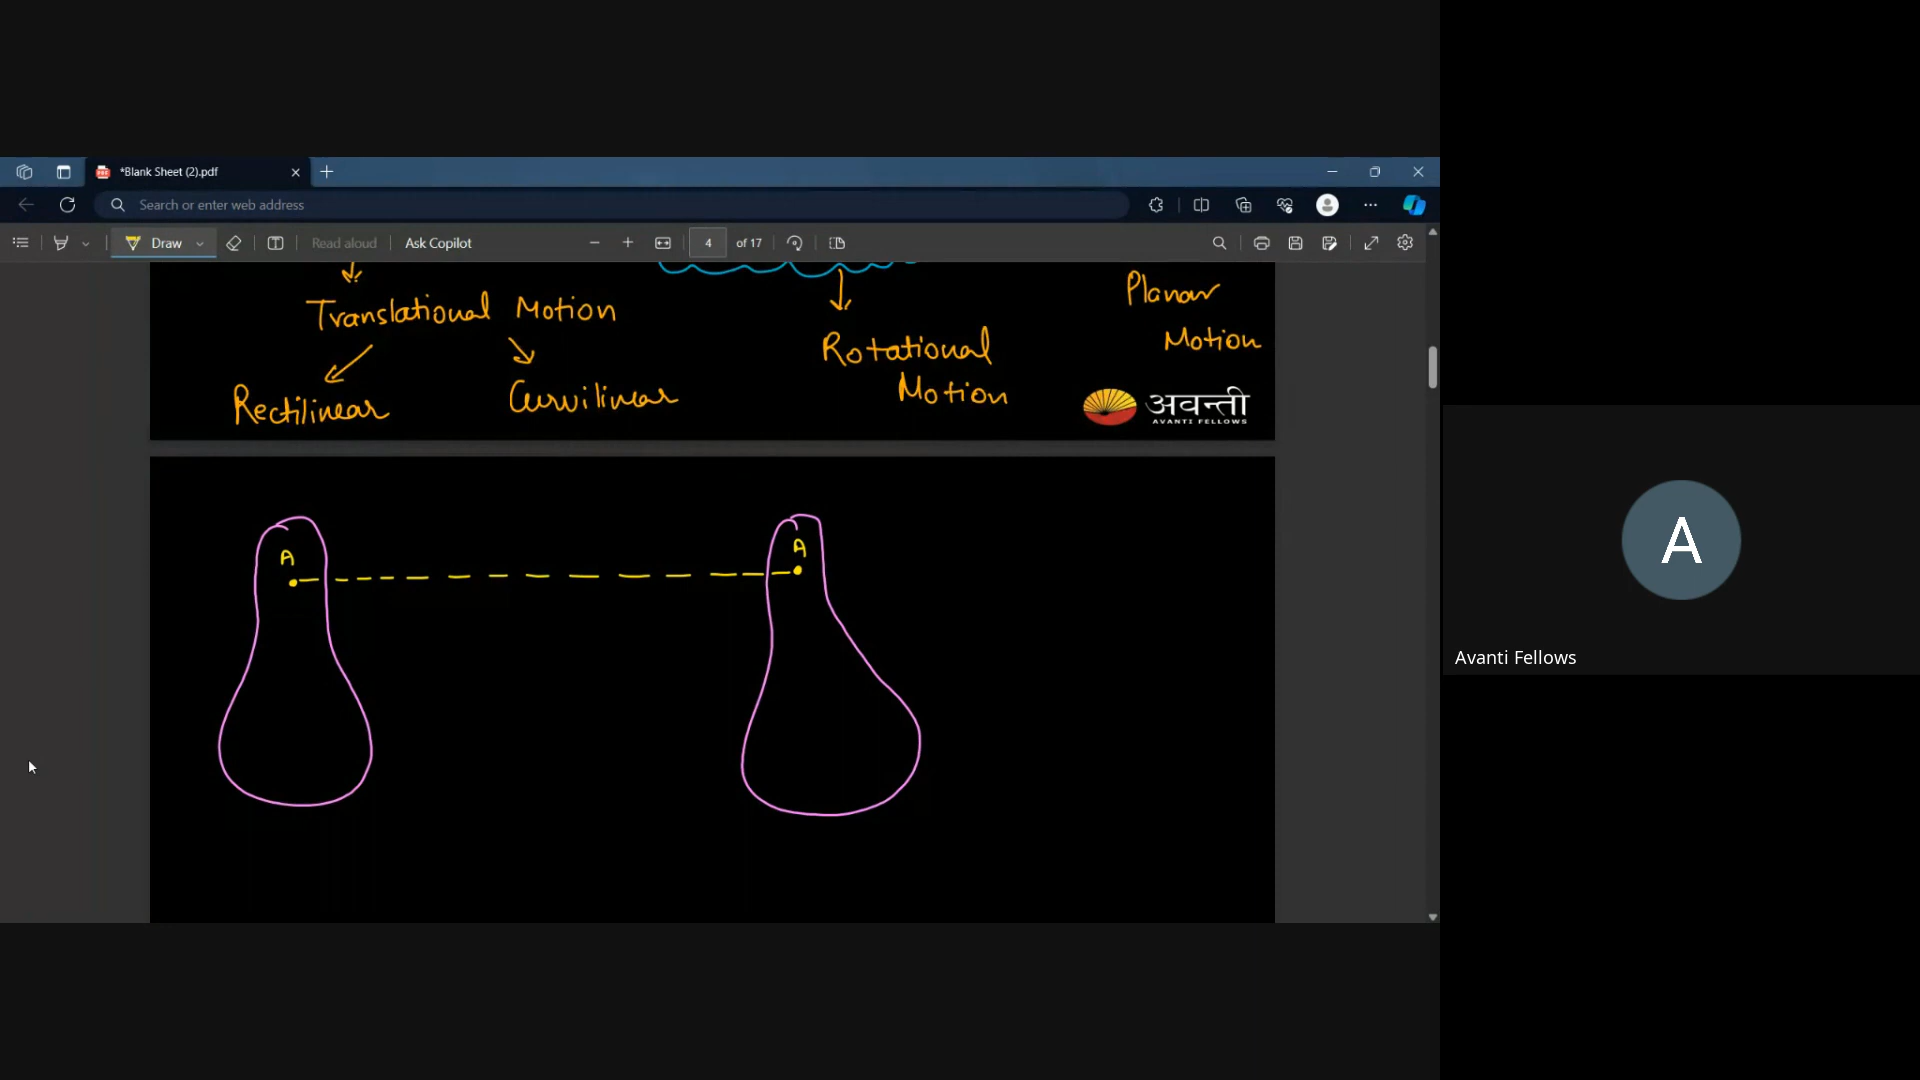 *Blank Sheet (2).pdf
Search or enter web address
Draw
Read aloud
Ask Copilot
4 of 17
Translational Motion
Rectilinear
Curvilinear
Rotational
Motion
Planar
Motion
अवन्ती
AVANTI FELLOWS
A
A
A
Avanti Fellows